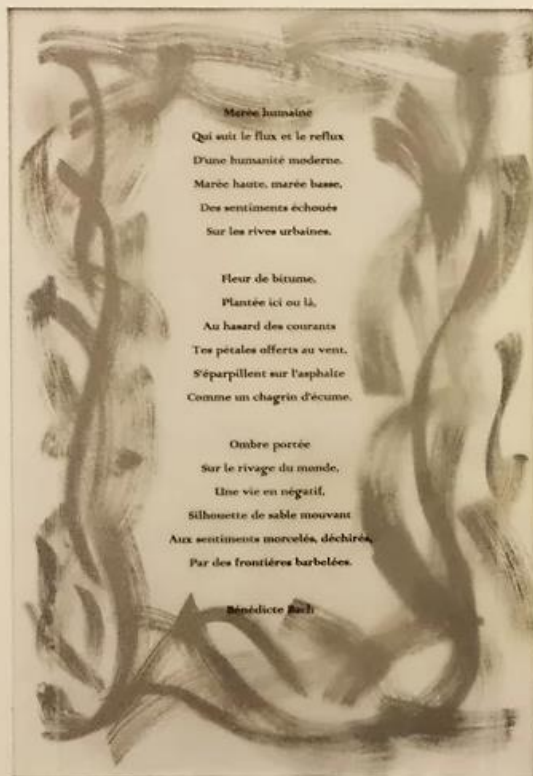 Marée humaine
Qui suit le flux et le reflux
D'une humanité moderne.
Marée haute, marée basse,
Des sentiments échoués
Sur les rives urbaines.
Fleur de bitume,
Plantée ici ou là,
Au hasard des courants
Tes pétales offerts au vent,
S'éparpillent sur l'asphalte
Comme un chagrin d'écume.
Ombre portée
Sur le rivage du monde,
Une vie en négatif,
Silhouette de sable mouvant
Aux sentiments morcelés, déchirés,
Par des frontières barbelées.
Bénédicte Bach